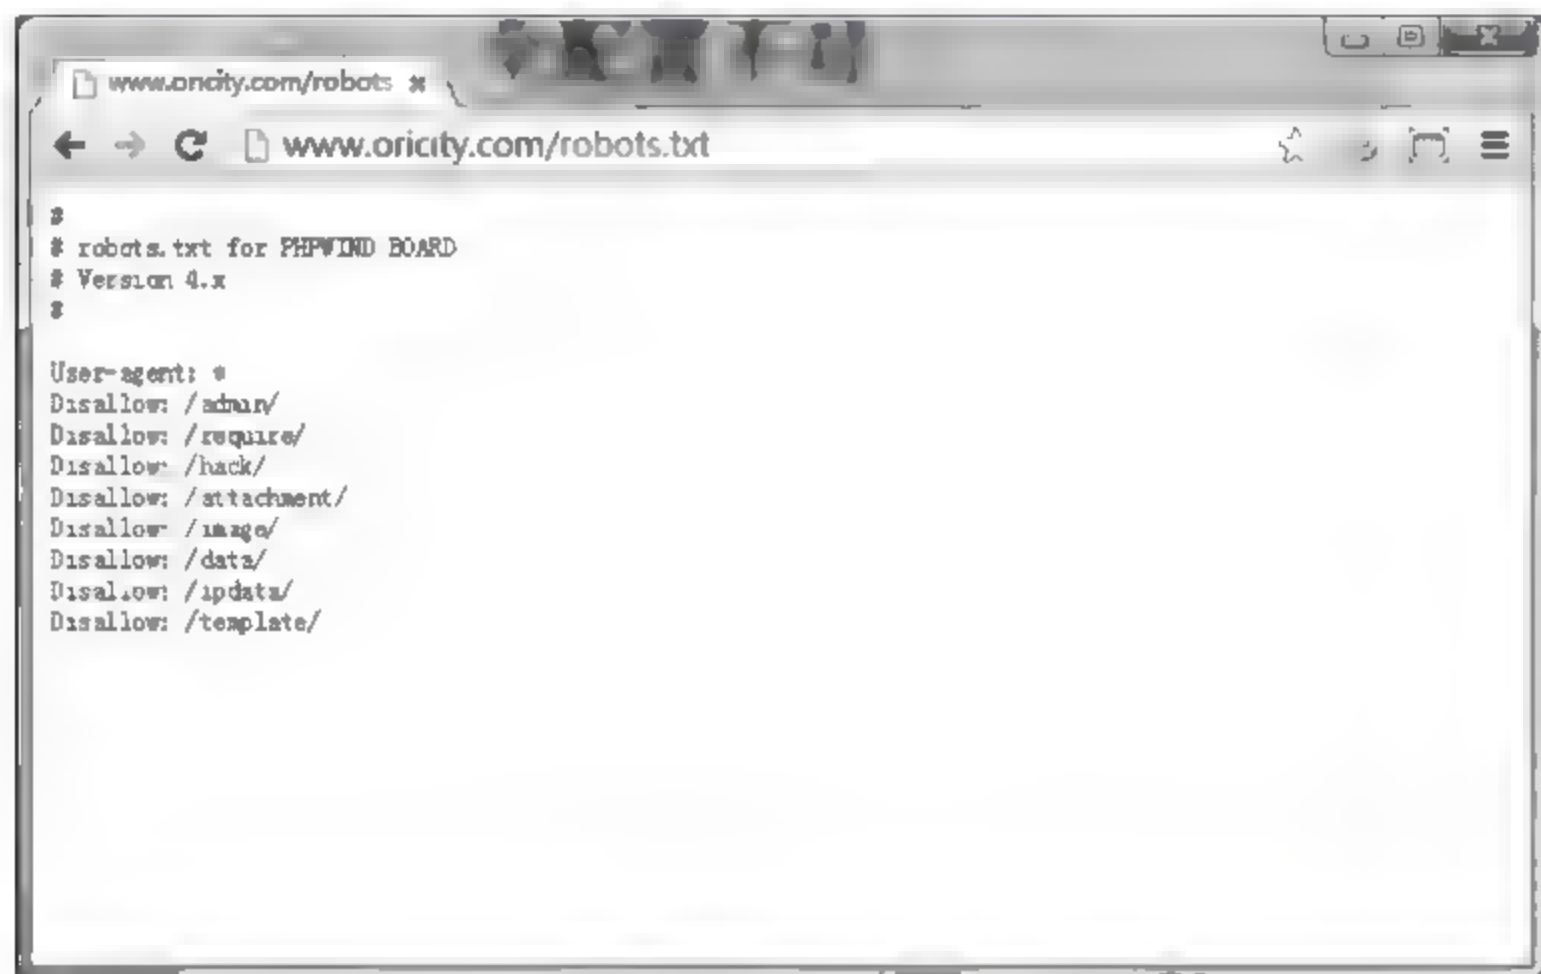 www.oricity.com/robots
www.oricity.com/robots.txt
#
# robots.txt for PHPWIND BOARD
# Version 4.x
#
User-agent: *
Disallow: /admin/
Disallow: /require/
Disallow: /hack/
Disallow: /attachment/
Disallow: /image/
Disallow: /data/
Disallow: /ipdata/
Disallow: /template/